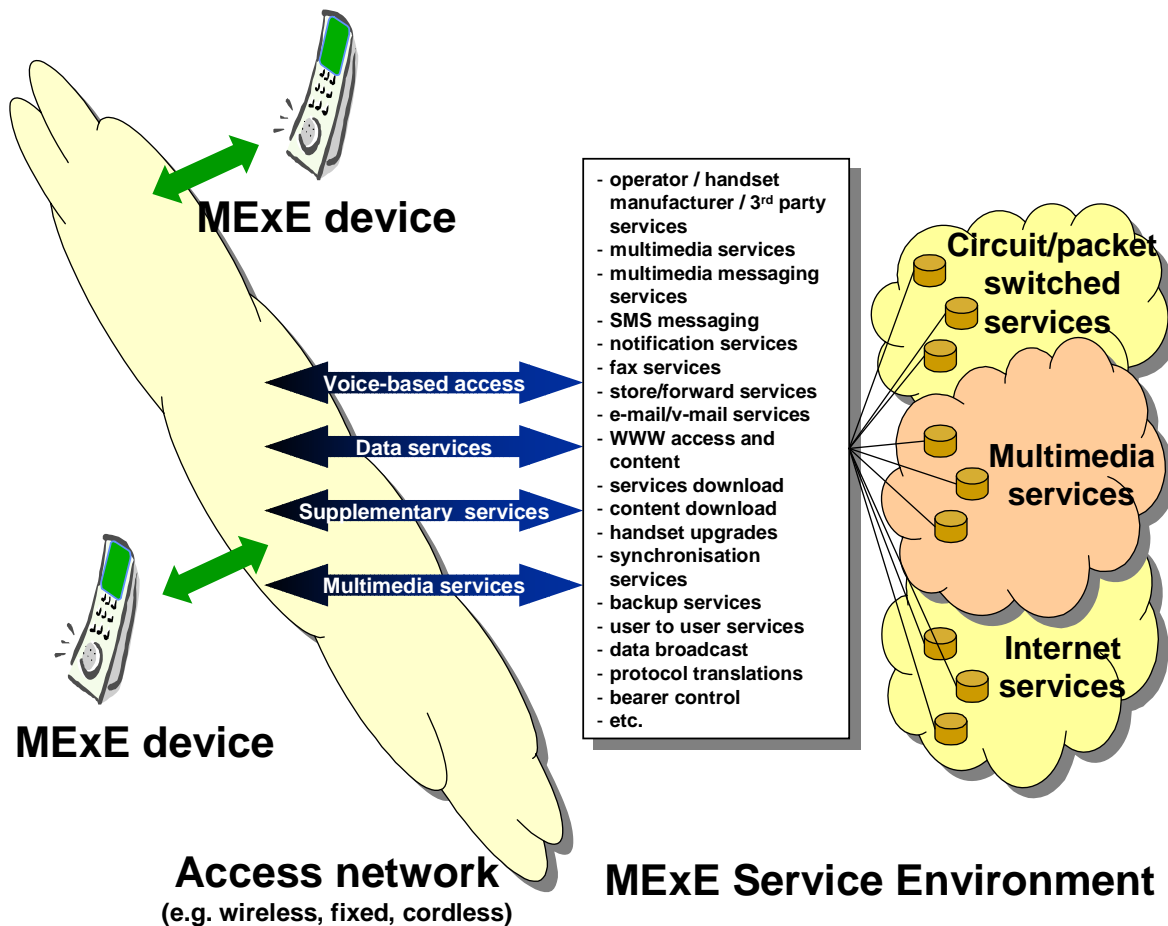 MExE device
- operator / handset
manufacturer / 3rd party
services
- multimedia services
- multimedia messaging
services
- SMS messaging
- notification services
- fax services
- store/forward services
- e-mail/v-mail services
- WWW access and
content
- services download
- content download
- handset upgrades
- synchronisation
services
- backup services
- user to user services
- data broadcast
- protocol translations
- bearer control
- etc.
Circuit/packet
switched
services
Voice-based access
Data services
Supplementary services
Multimedia services
Multimedia
services
Internet
services
MExE device
Access network
(e.g. wireless, fixed, cordless)
MExE Service Environment